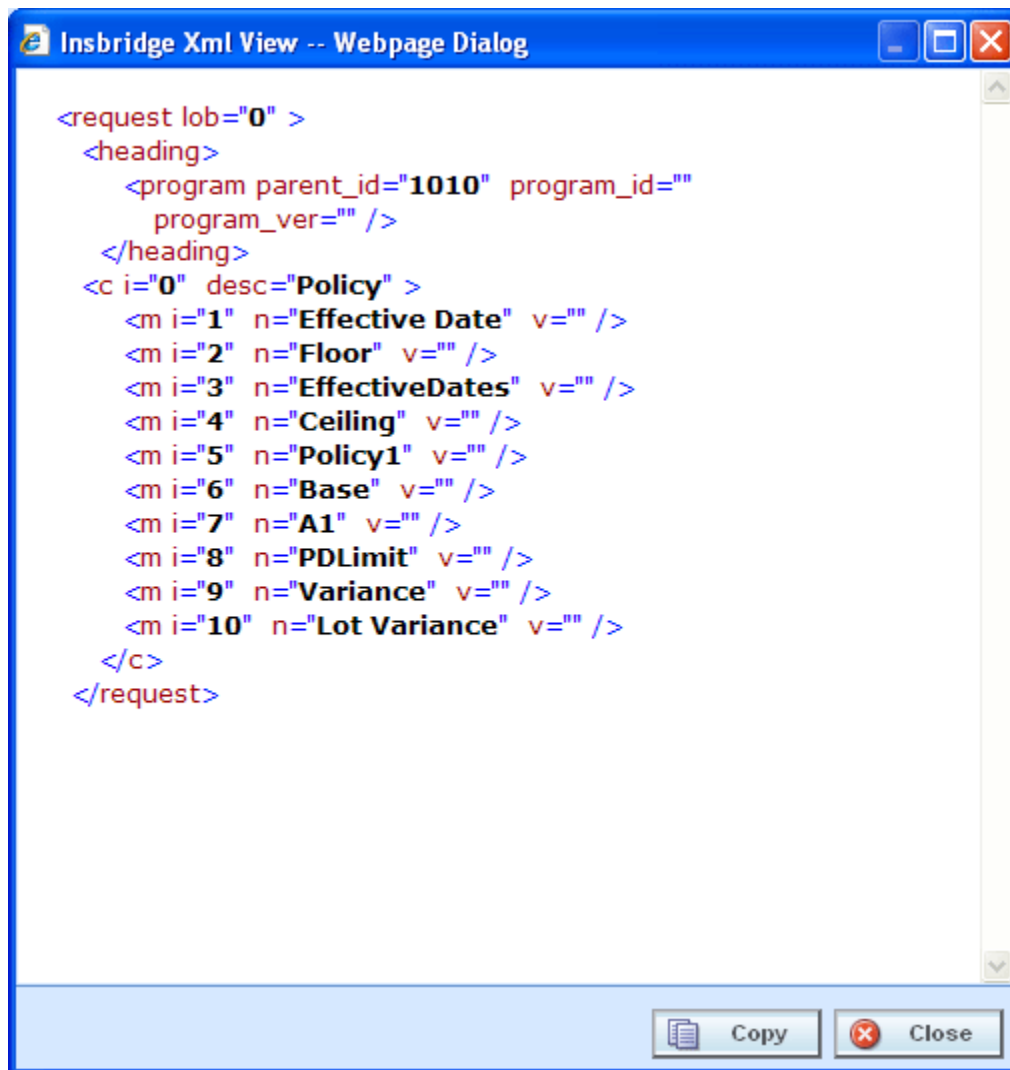 Insbridge Xml View -- Webpage Dialog
<request lob="0" >
<heading>
<program parent_id="1010" program_id=""
program_ver="" />
</heading>
<c i="0" desc="Policy" >
<m i="1" n="Effective Date" v="" />
<m i="2" n="Floor" v="" />
<m i="3" n="EffectiveDates" v="" />
<m i="4" n="Ceiling" v="" />
<m i="5" n="Policy1" v="" />
<m i="6" n="Base" v="" />
<m i="7" n="A1" v="" />
<m i="8" n="PDLimit" v="" />
<m i="9" n="Variance" v="" />
<m i="10" n="Lot Variance" v="" />
</c>
</request>
Copy Close